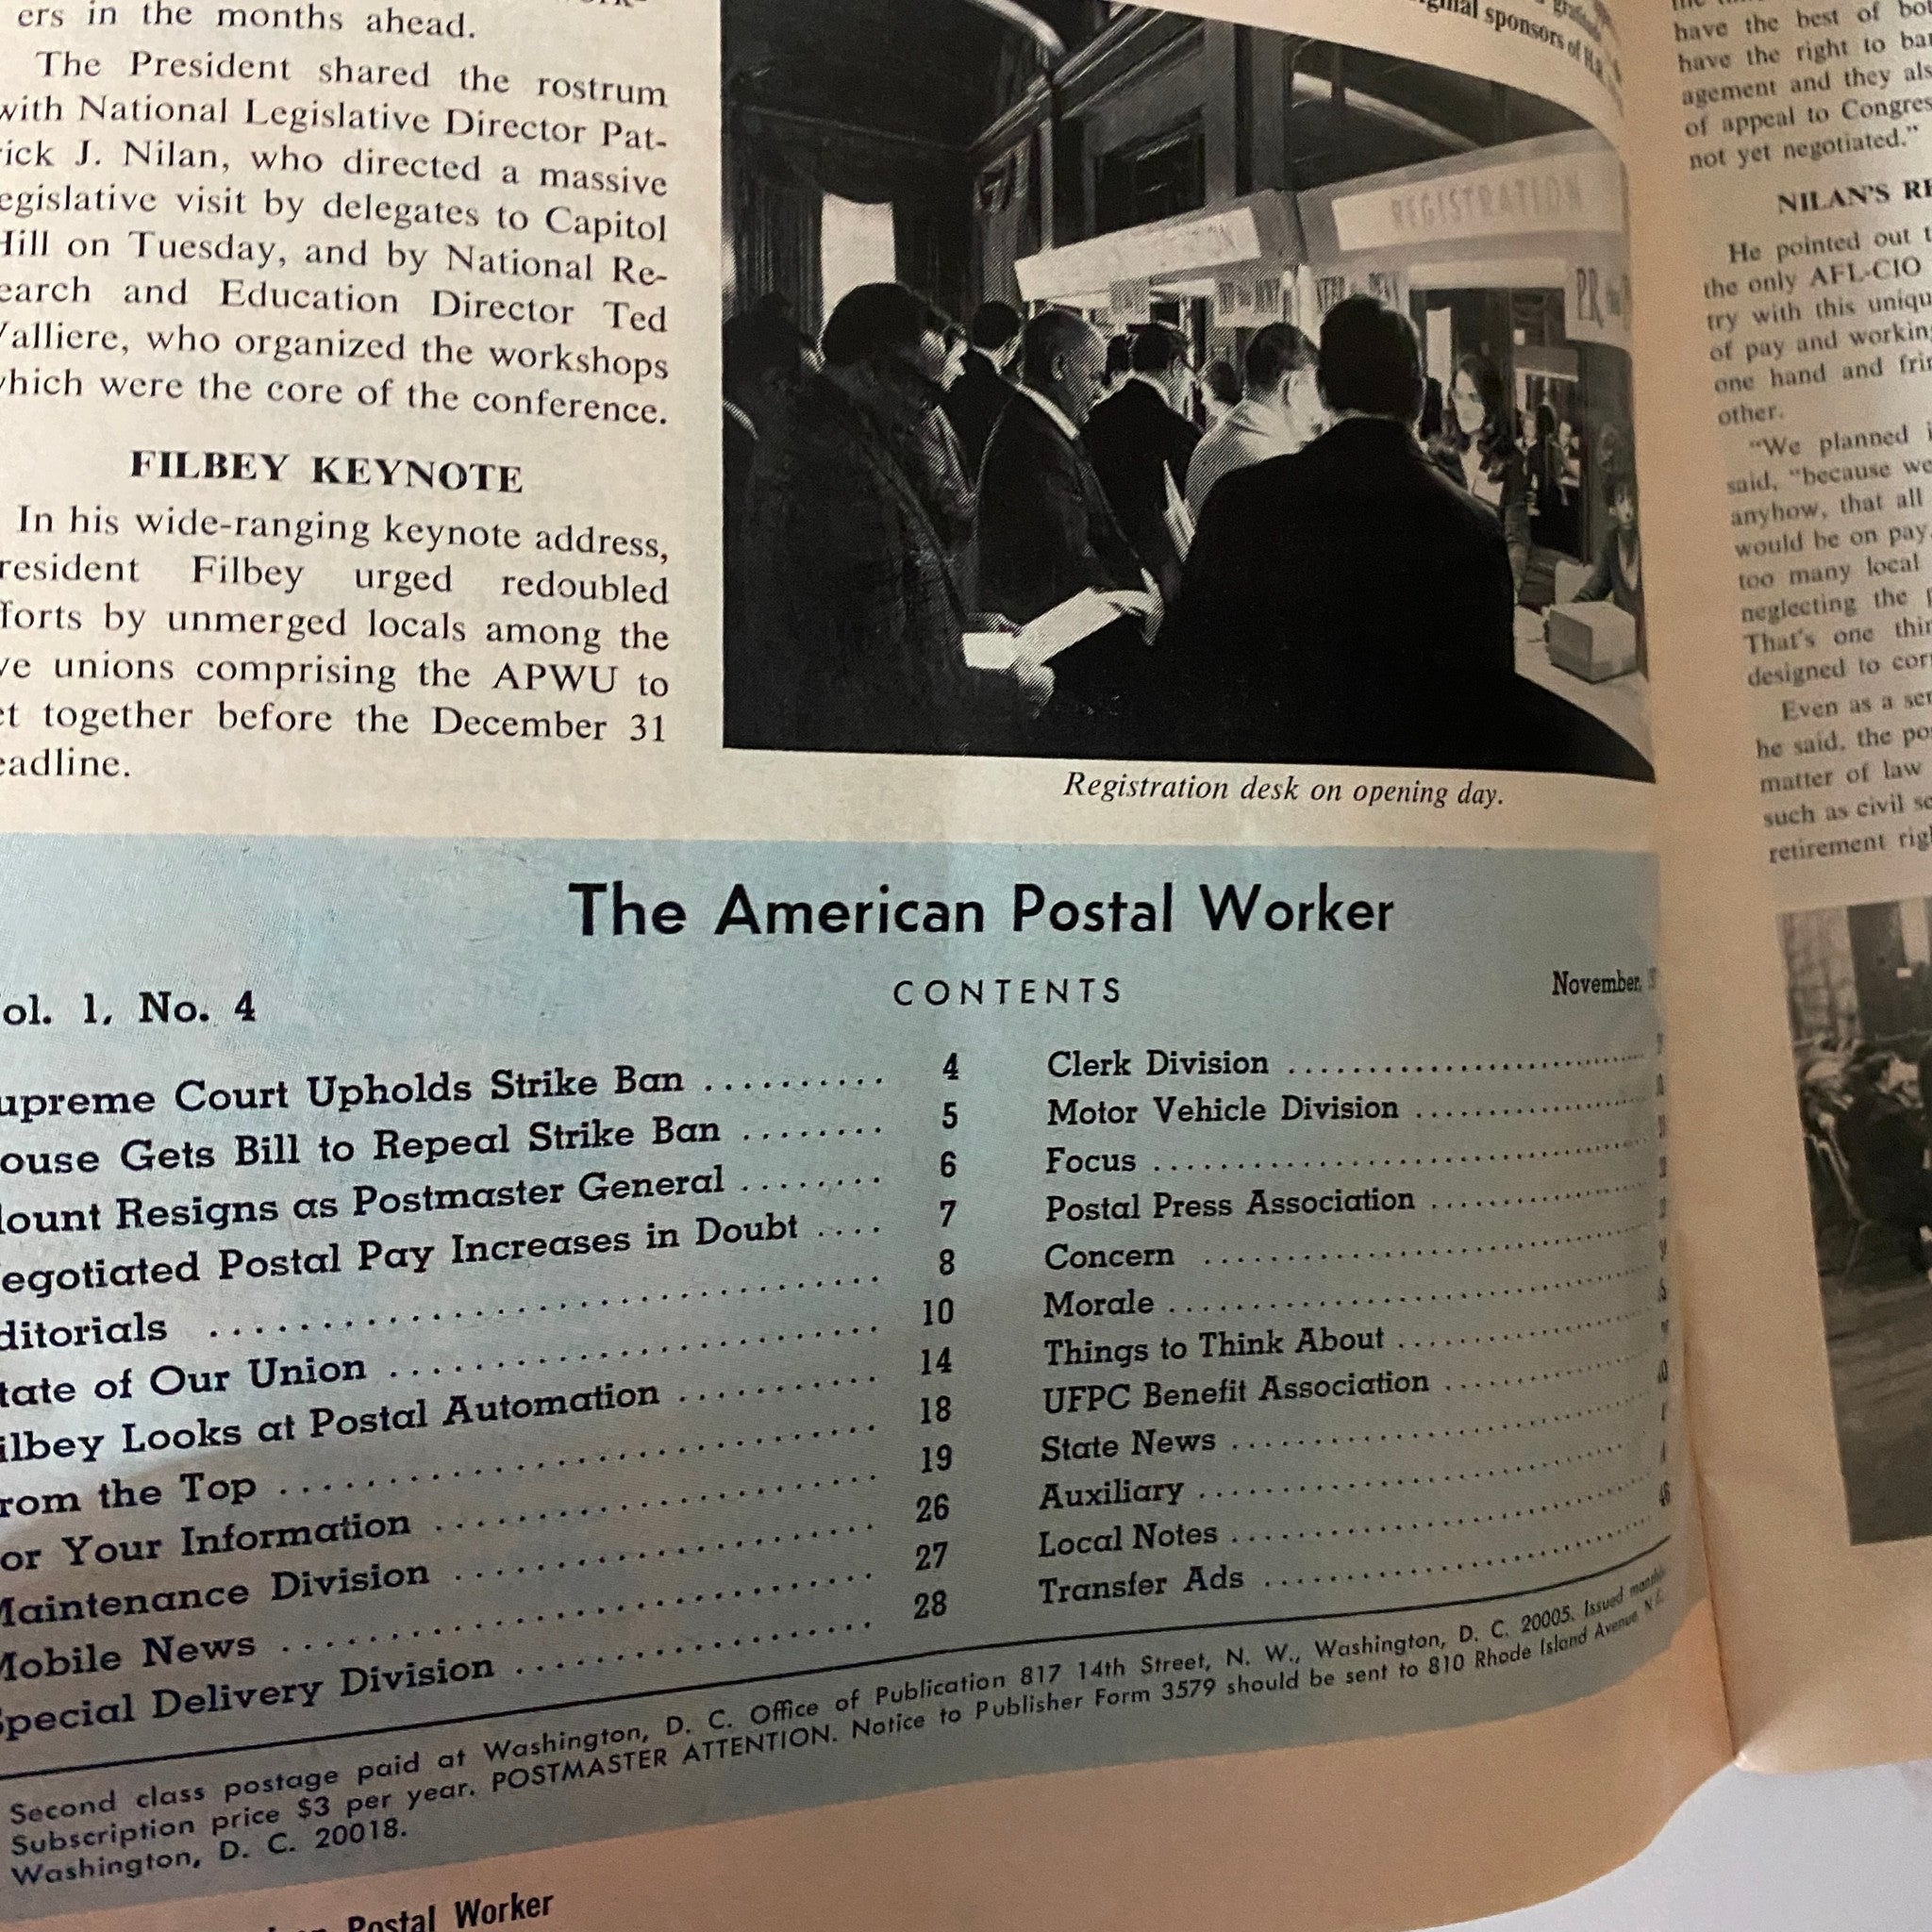 ers in the months ahead.
The President shared the rostrum
with National Legislative Director Pat-
rick J. Nilan, who directed a massive
egislative visit by delegates to Capitol
Hill on Tuesday, and by National Re-
earch and Education Director Ted
Valliere, who organized the workshops
which were the core of the conference.
FILBEY KEYNOTE
In his wide-ranging keynote address,
resident Filbey urged redoubled
forts by unmerged locals among the
ve unions comprising the APWU to
et together before the December 31
eadline.
ginal sponsors of H.R.
REGISTRATION
Registration desk on opening day.
The American Postal Worker
CONTENTS
ol. 1, No. 4
November,
upreme Court Upholds Strike Ban .......... 4
ouse Gets Bill to Repeal Strike Ban ........ 5
lount Resigns as Postmaster General ........ 6
egotiated Postal Pay Increases in Doubt .... 7
ditorials .............................. 8
tate of Our Union ...................... 10
ilbey Looks at Postal Automation ........... 14
rom the Top ........................... 18
or Your Information .................... 19
Maintenance Division ................... 26
Mobile News ........................... 27
Special Delivery Division ................ 28
Clerk Division
Motor Vehicle Division
Focus
Postal Press Association
Concern
Morale
Things to Think About
UFPC Benefit Association
State News
Auxiliary
Local Notes
Transfer Ads
Second class postage paid at Washington, D. C. Office of Publication 817 14th Street, N. W., Washington, D. C. 20005. Issued monthly
Subscription price $3 per year. POSTMASTER ATTENTION. Notice to Publisher Form 3579 should be sent to 810 Rhode Island Avenue N.E.
Washington, D. C. 20018.
Postal Worker
have the best of bo
have the right to bar
agement and they als
of appeal to Congres
not yet negotiated."
NILAN'S RE
He pointed out t
the only AFL-CIO
try with this uniqu
of pay and working
one hand and frin
other.
"We planned i
said, "because we
anyhow, that all
would be on pay.
too many local
neglecting the p
That's one thin
designed to corr
Even as a ser
he said, the po
matter of law
such as civil se
retirement righ